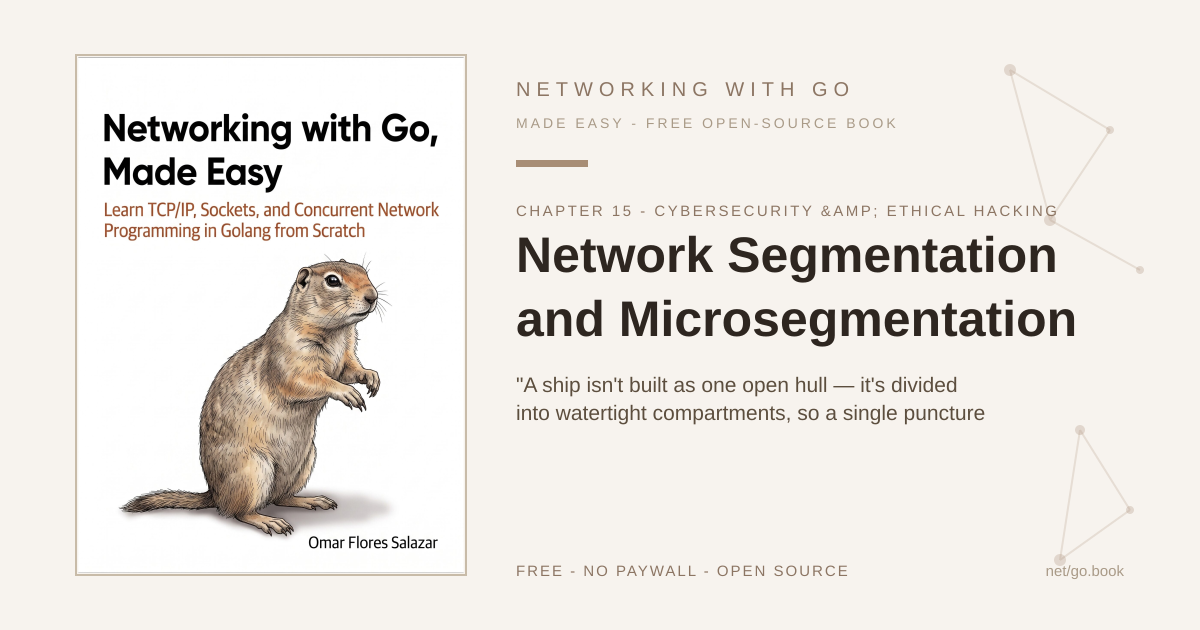 Networking with Go,
Made Easy
Learn TCP/IP, Sockets, and Concurrent Network
Programming in Golang from Scratch
Omar Flores Salazar
NETWORKING WITH GO
MADE EASY - FREE OPEN-SOURCE BOOK
CHAPTER 15 - CYBERSECURITY &AMP; ETHICAL HACKING
Network Segmentation
and Microsegmentation
"A ship isn't built as one open hull — it's divided
into watertight compartments, so a single puncture
FREE - NO PAYWALL - OPEN SOURCE
net/go.book